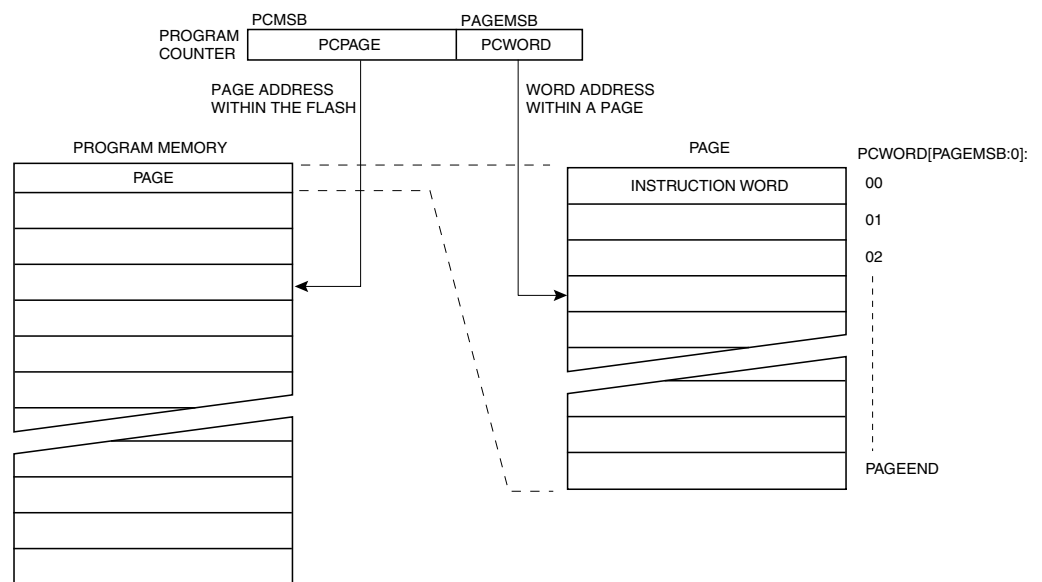 PCMSB
PAGEMSB
PROGRAM
COUNTER
PCPAGE
PCWORD
PAGE ADDRESS
WITHIN THE FLASH
WORD ADDRESS
WITHIN A PAGE
PROGRAM MEMORY
PAGE
PAGE
PCWORD[PAGEMSB:0]:
INSTRUCTION WORD
00
01
02
PAGEEND